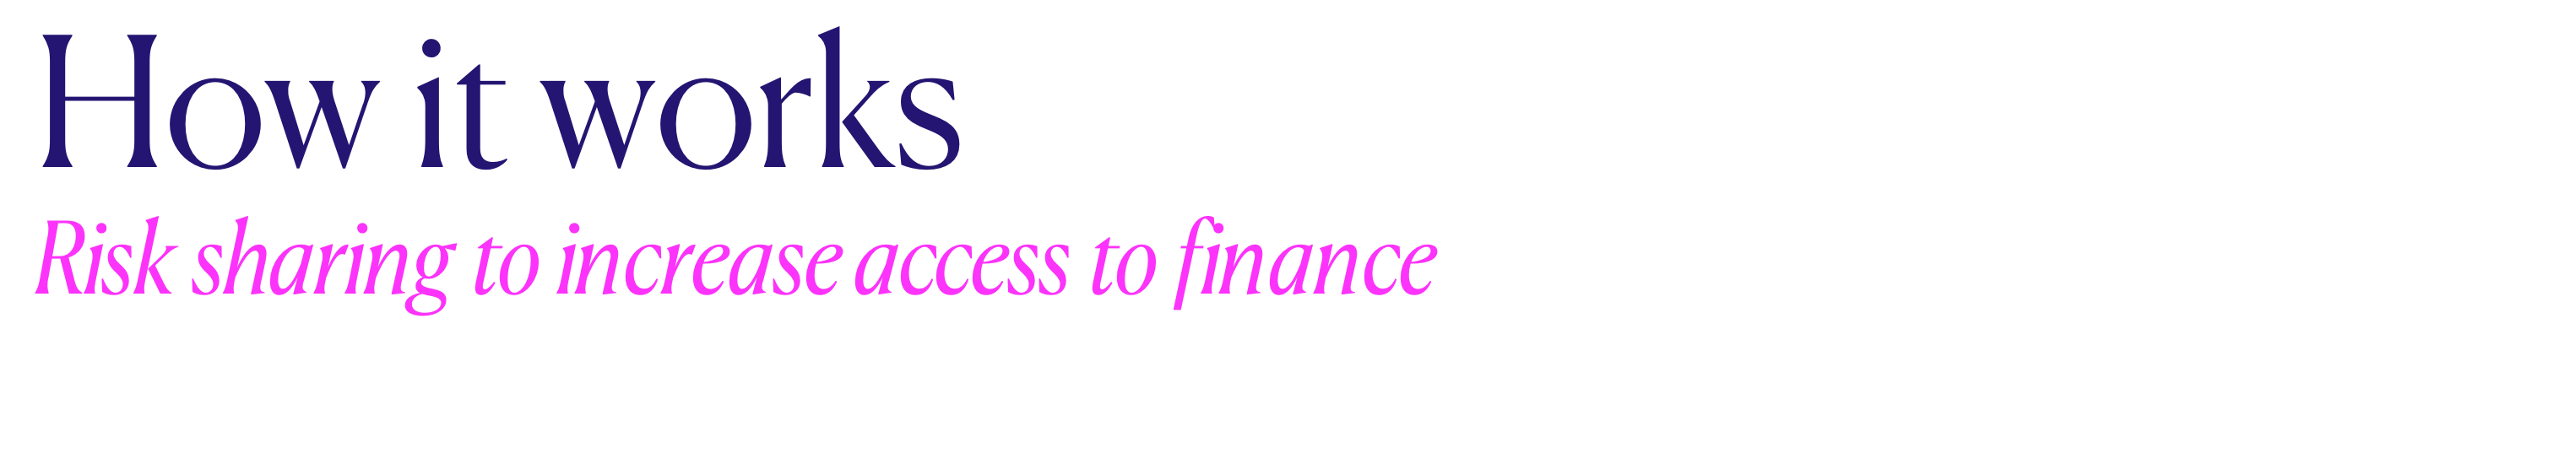 How it works
Risk sharing to increase access to finance